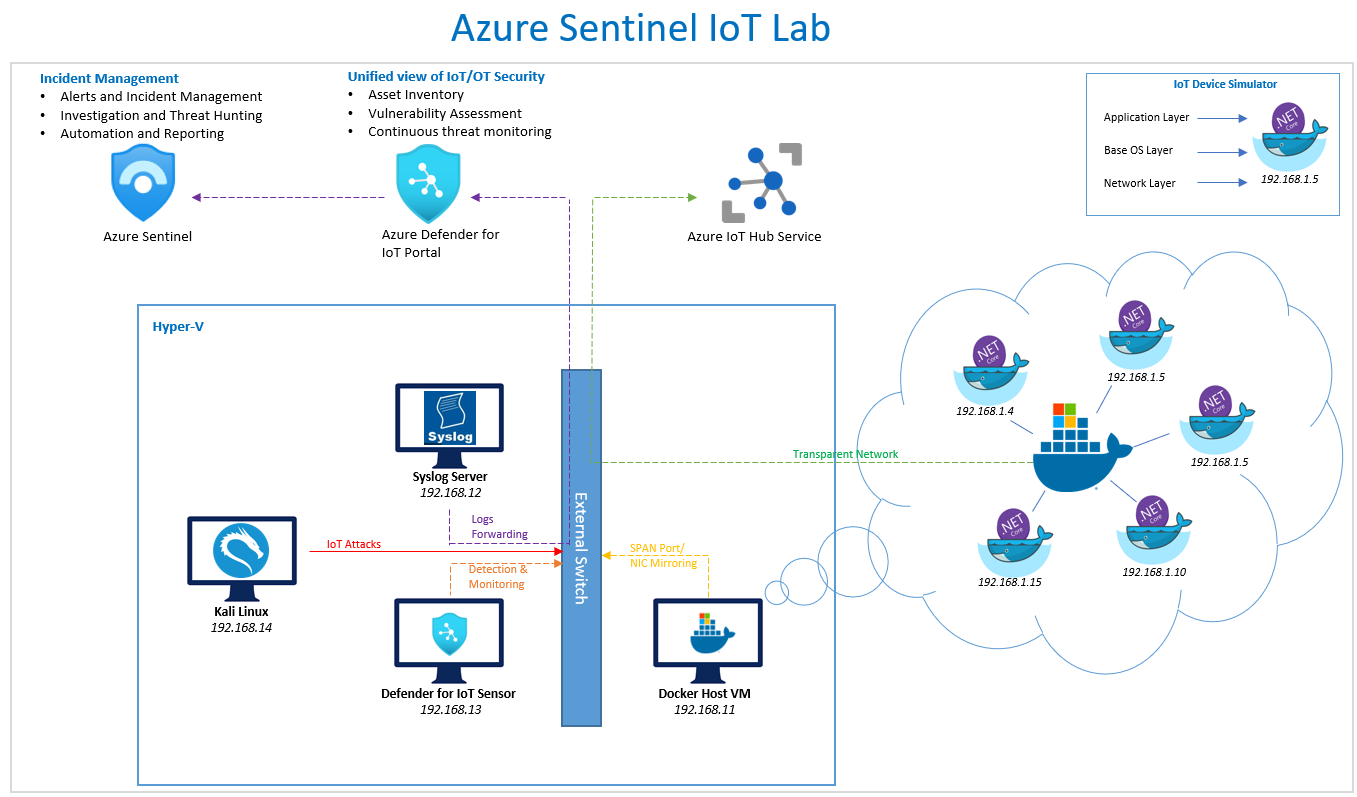 Azure Sentinel IoT Lab
Incident Management
• Alerts and Incident Management
• Investigation and Threat Hunting
• Automation and Reporting
Unified view of IoT/OT Security
• Asset Inventory
• Vulnerability Assessment
• Continuous threat monitoring
IoT Device Simulator
Application Layer
Base OS Layer
Network Layer
.NET
Core
192.168.1.5
Azure Sentinel
Azure Defender for
IoT Portal
Azure IoT Hub Service
Hyper-V
Syslog
Syslog Server
192.168.12
Logs
Forwarding
IoT Attacks
Detection &
Monitoring
Kali Linux
192.168.14
Defender for IoT Sensor
192.168.13
External Switch
SPAN Port/
NIC Mirroring
Docker Host VM
192.168.11
Transparent Network
.NET
Core
192.168.1.4
.NET
Core
192.168.1.5
.NET
Core
192.168.1.5
.NET
Core
192.168.1.15
.NET
Core
192.168.1.10